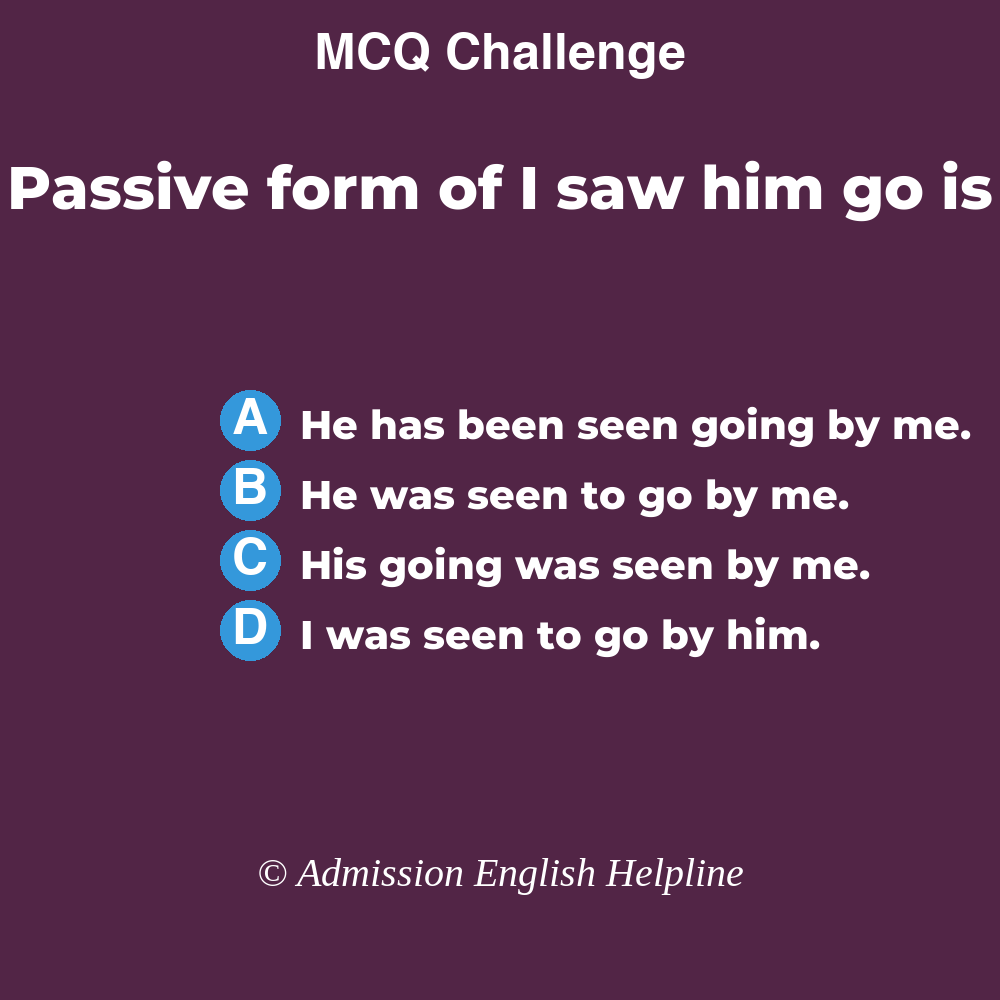 MCQ Challenge
Passive form of I saw him go is
A He has been seen going by me.
B He was seen to go by me.
C His going was seen by me.
D I was seen to go by him.
© Admission English Helpline